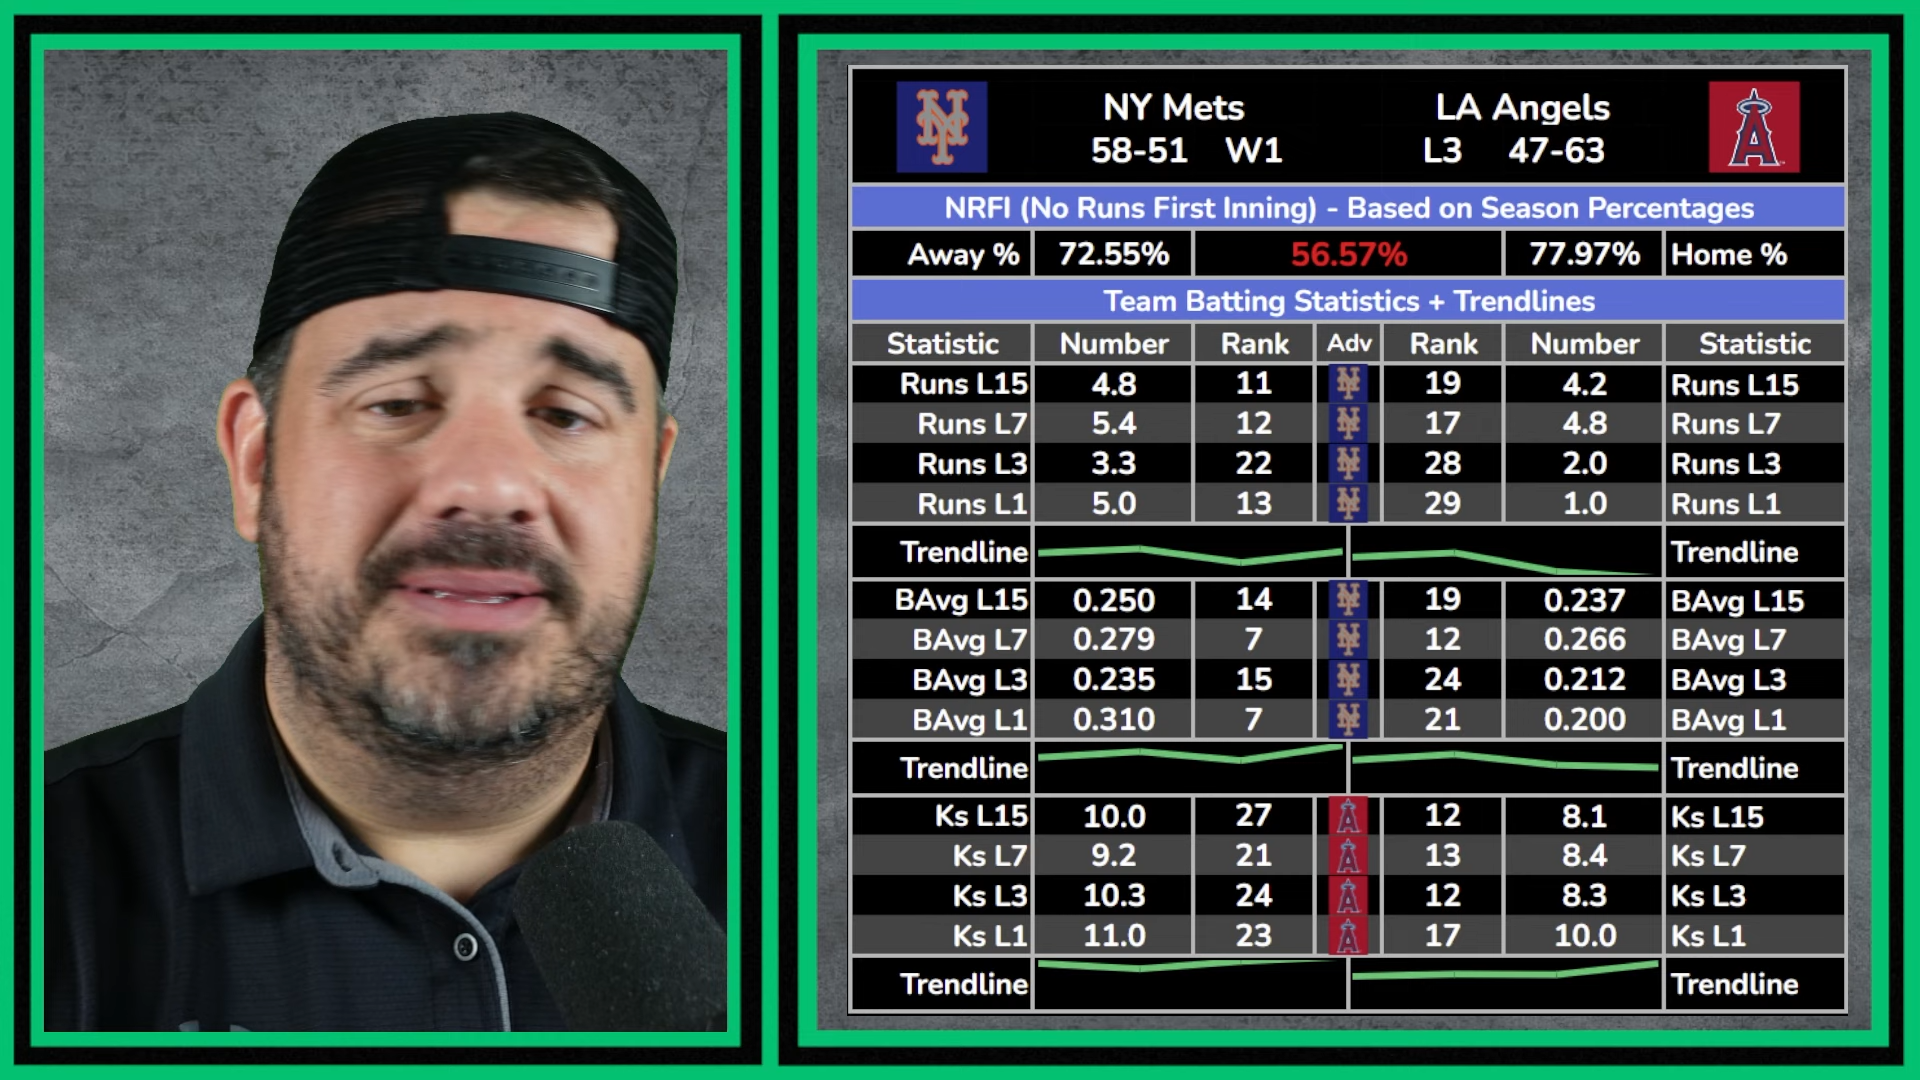 NY Mets LA Angels
58-51 W1 L3 47-63
NRFI (No Runs First Inning) - Based on Season Percentages
Away % 72.55% 56.57% 77.97% Home %
Team Batting Statistics + Trendlines
Statistic Number Rank Adv Rank Number Statistic
Runs L15 4.8 11 NY 19 4.2 Runs L15
Runs L7 5.4 12 NY 17 4.8 Runs L7
Runs L3 3.3 22 NY 28 2.0 Runs L3
Runs L1 5.0 13 NY 29 1.0 Runs L1
Trendline Trendline
BAvg L15 0.250 14 NY 19 0.237 BAvg L15
BAvg L7 0.279 7 NY 12 0.266 BAvg L7
BAvg L3 0.235 15 NY 24 0.212 BAvg L3
BAvg L1 0.310 7 NY 21 0.200 BAvg L1
Trendline Trendline
Ks L15 10.0 27 A 12 8.1 Ks L15
Ks L7 9.2 21 A 13 8.4 Ks L7
Ks L3 10.3 24 A 12 8.3 Ks L3
Ks L1 11.0 23 A 17 10.0 Ks L1
Trendline Trendline